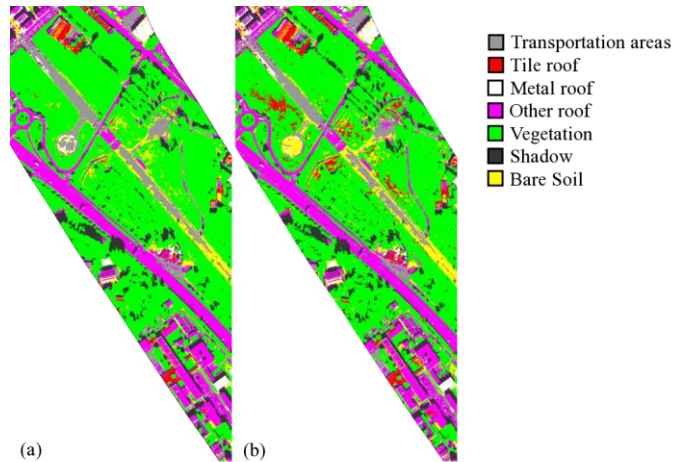 Transportation areas
Tile roof
Metal roof
Other roof
Vegetation
Shadow
Bare Soil
(a) (b)